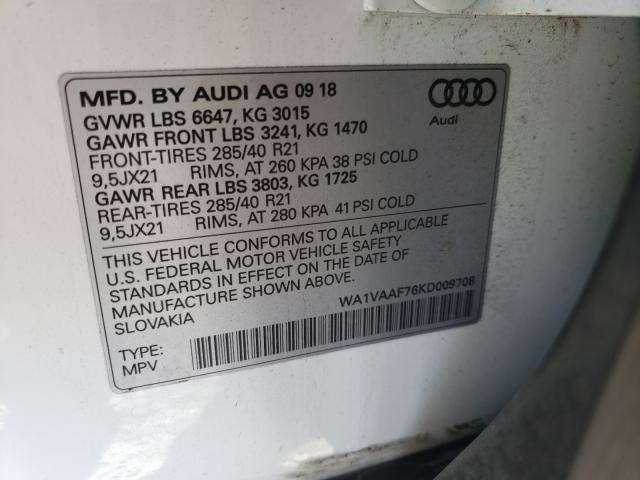 MFD. BY AUDI AG 09 18
GVWR LBS 6647, KG 3015
GAWR FRONT LBS 3241, KG 1470
FRONT-TIRES 285/40 R21
9,5JX21 RIMS, AT 260 KPA 38 PSI COLD
GAWR REAR LBS 3803, KG 1725
REAR-TIRES 285/40 R21
9,5JX21 RIMS, AT 280 KPA 41 PSI COLD
Audi
THIS VEHICLE CONFORMS TO ALL APPLICABLE
U.S. FEDERAL MOTOR VEHICLE SAFETY
STANDARDS IN EFFECT ON THE DATE OF
MANUFACTURE SHOWN ABOVE.
SLOVAKIA
WA1VAAF76KD009708
TYPE:
MPV